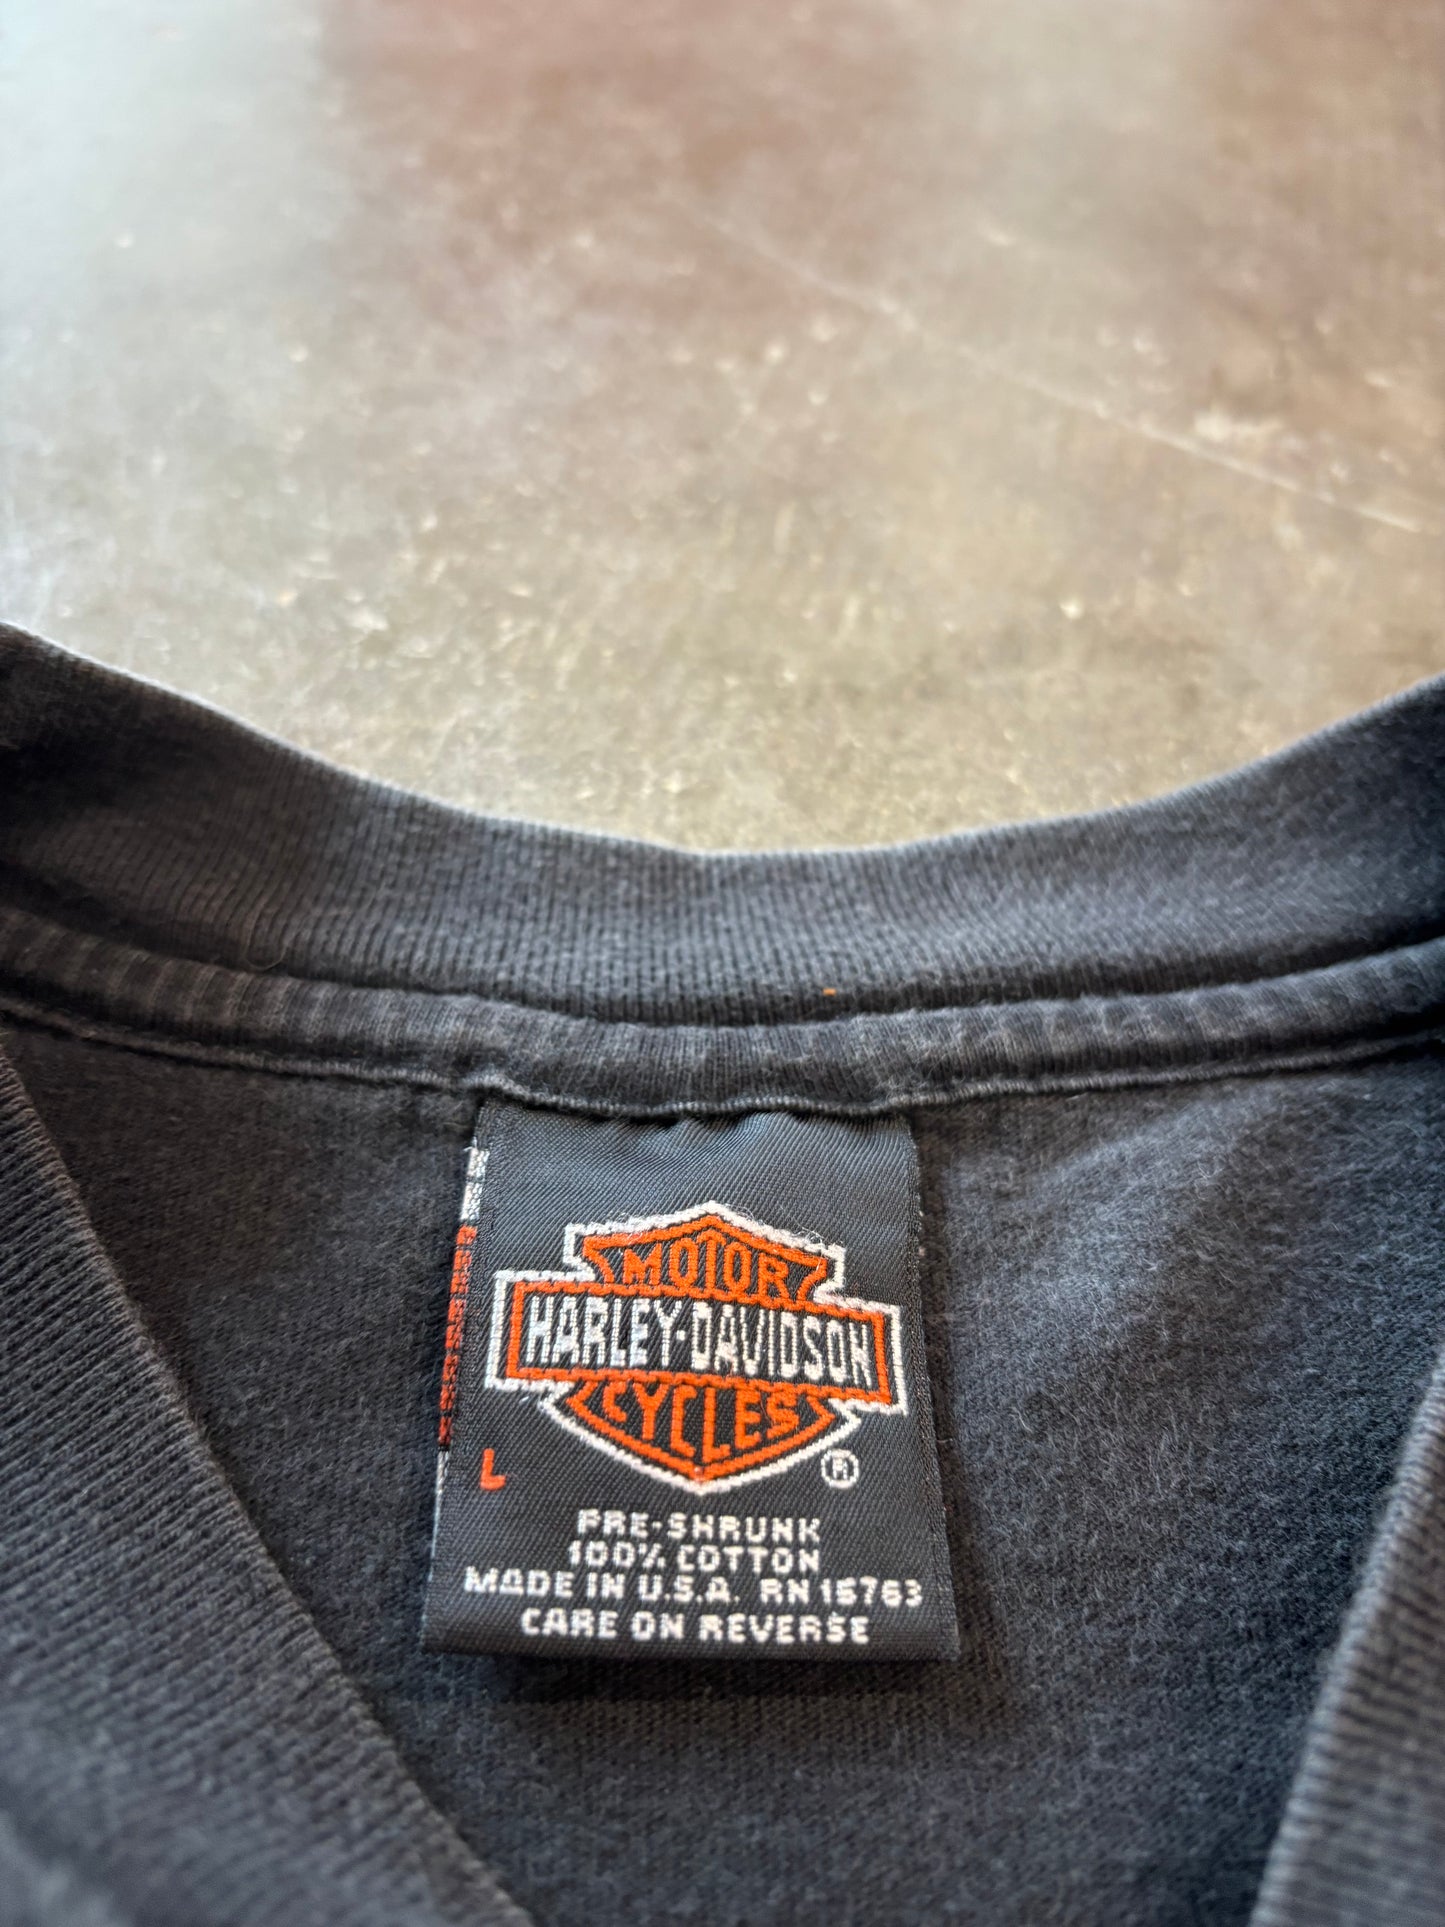 MOTOR
HARLEY-DAVIDSON
CYCLES
®
L
PRE-SHRUNK
100% COTTON
MADE IN U.S.A. RN 15763
CARE ON REVERSE